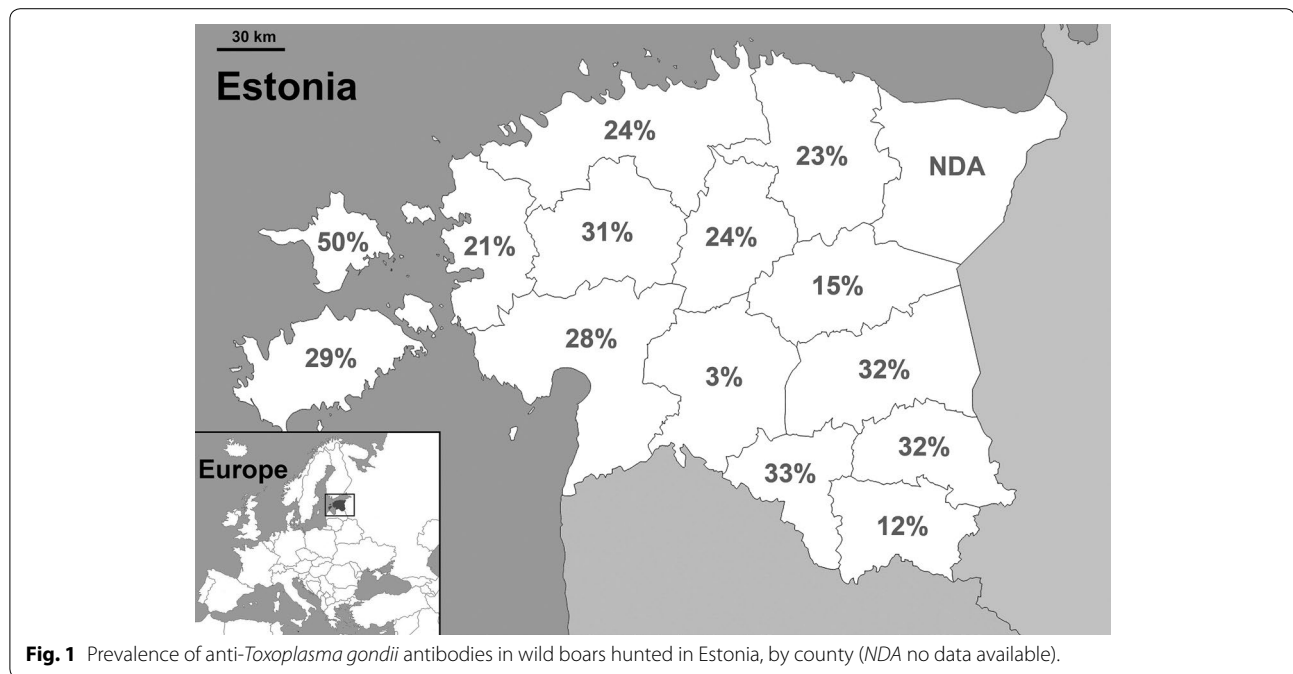 30 km
Estonia
24%
23%
NDA
50%
21%
31%
24%
15%
29%
28%
3%
32%
32%
33%
12%
Europe
Fig. 1 Prevalence of anti-Toxoplasma gondii antibodies in wild boars hunted in Estonia, by county (NDA no data available).